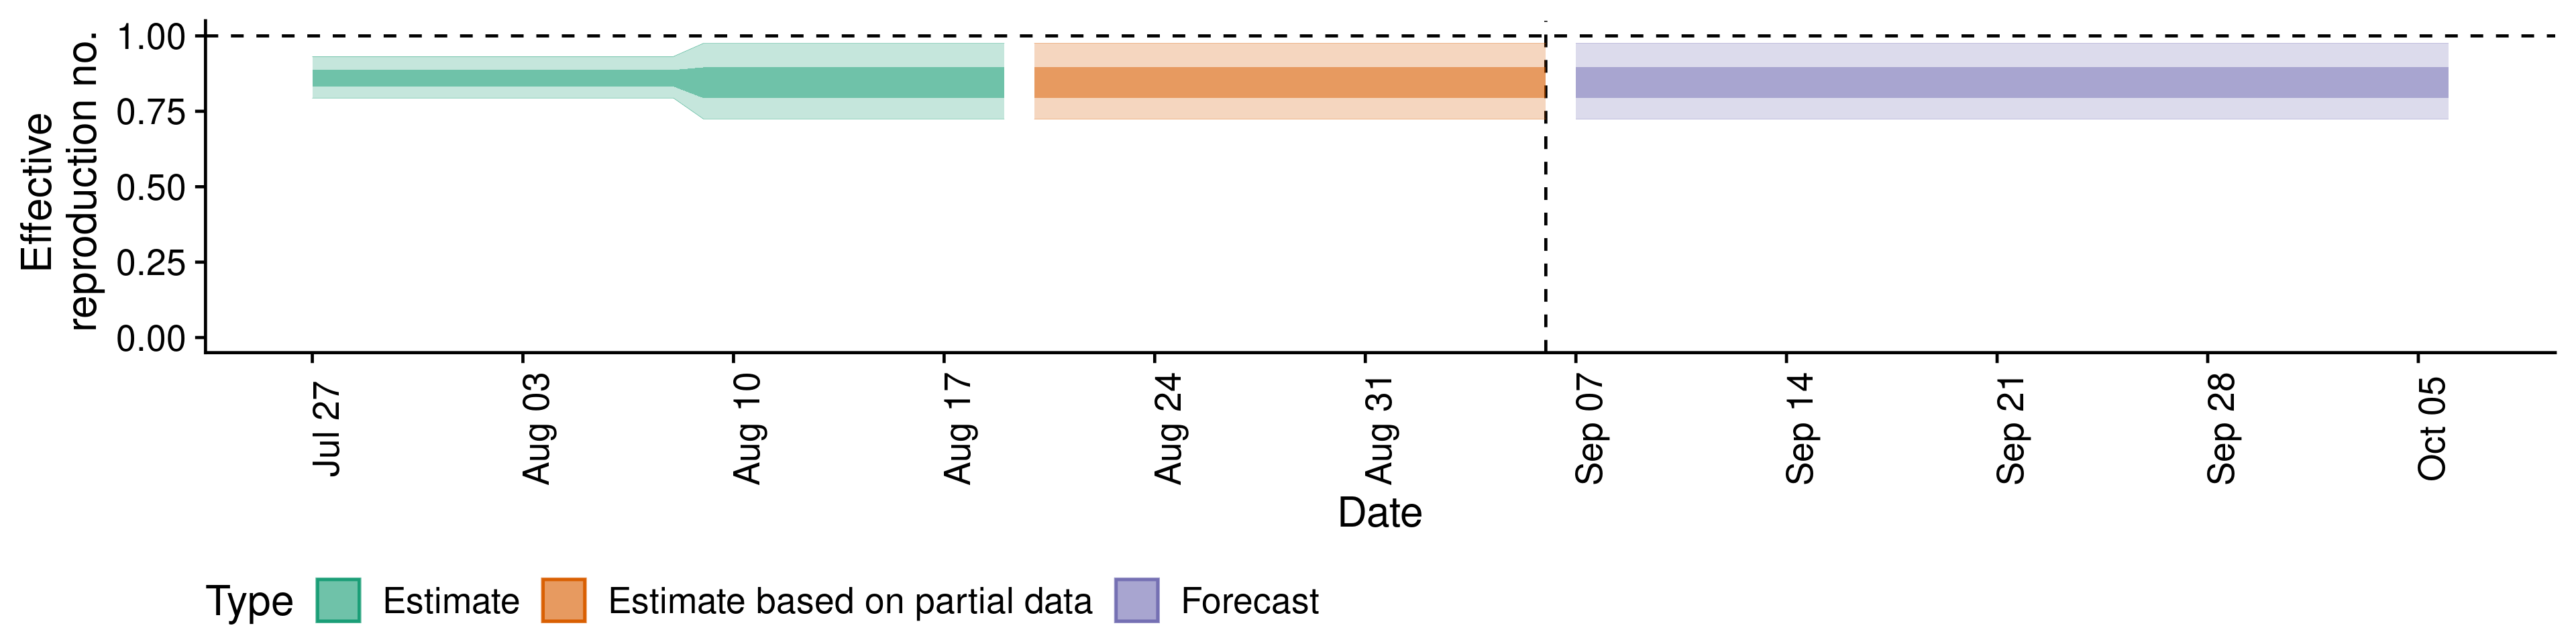 Effective
reproduction no.
1.00
0.75
0.50
0.25
0.00
Jul 27
Aug 03
Aug 10
Aug 17
Aug 24
Aug 31
Sep 07
Sep 14
Sep 21
Sep 28
Oct 05
Date
Type Estimate Estimate based on partial data Forecast